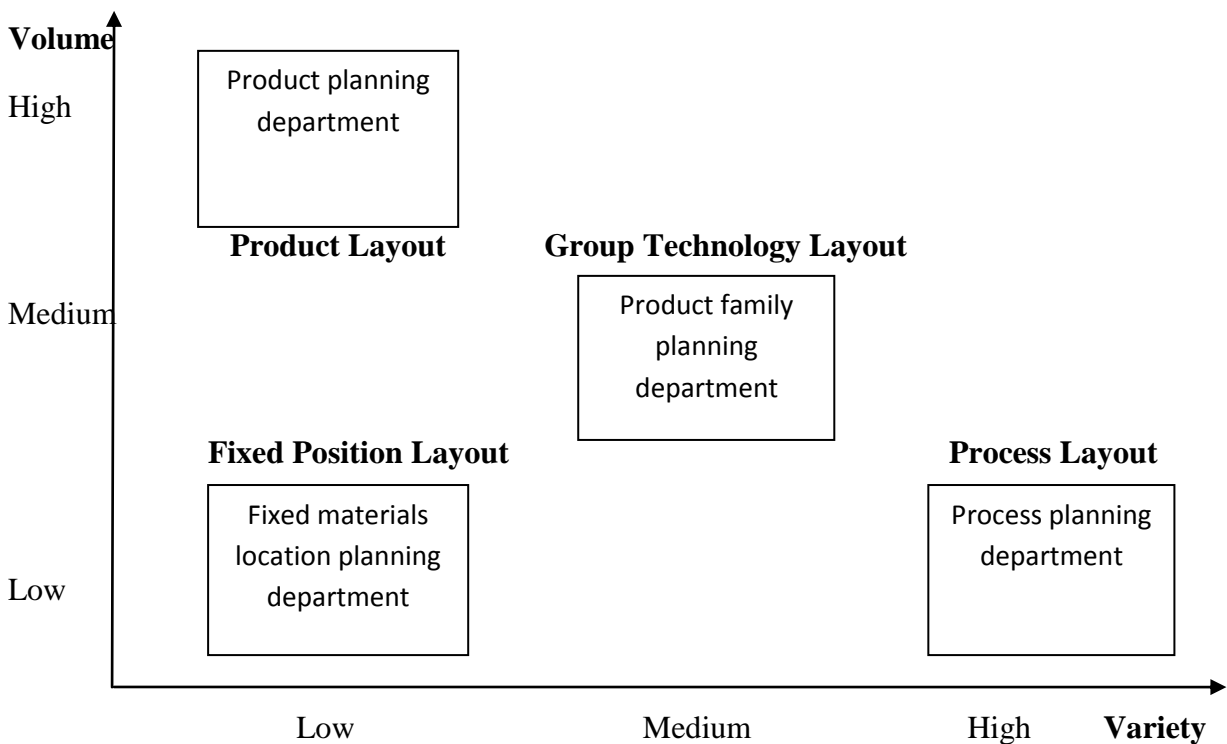 Volume
High
Product planning
department
Product Layout
Group Technology Layout
Medium
Product family
planning
department
Fixed Position Layout
Process Layout
Low
Fixed materials
location planning
department
Process planning
department
Low
Medium
High
Variety